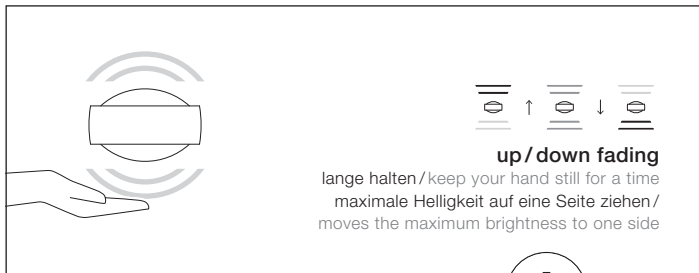 up/down fading
lange halten/keep your hand still for a time
maximale Helligkeit auf eine Seite ziehen/
moves the maximum brightness to one side